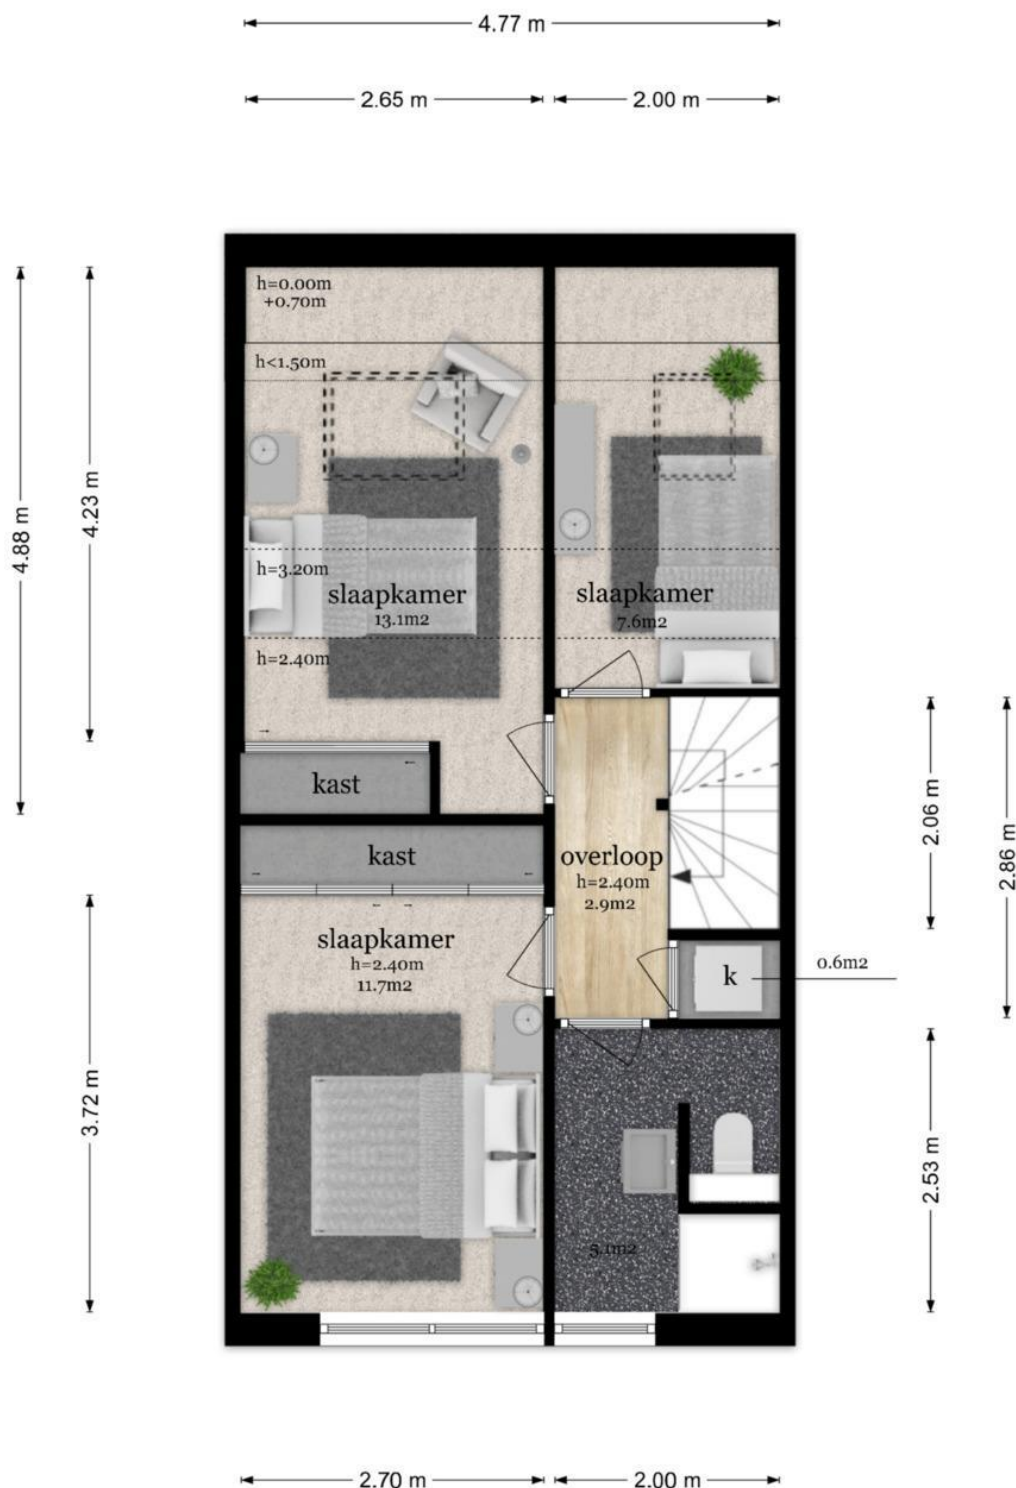 4.77 m
2.65 m
2.00 m
h=0.00m
+0.70m
h<1.50m
4.23 m
4.88 m
h=3.20m
slaapkamer
13.1m2
slaapkamer
7.6m2
h=2.40m
kast
kast
overloop
h=2.40m
2.9m2
2.06 m
2.86 m
slaapkamer
h=2.40m
11.7m2
k
0.6m2
3.72 m
2.53 m
5.1m2
2.70 m
2.00 m